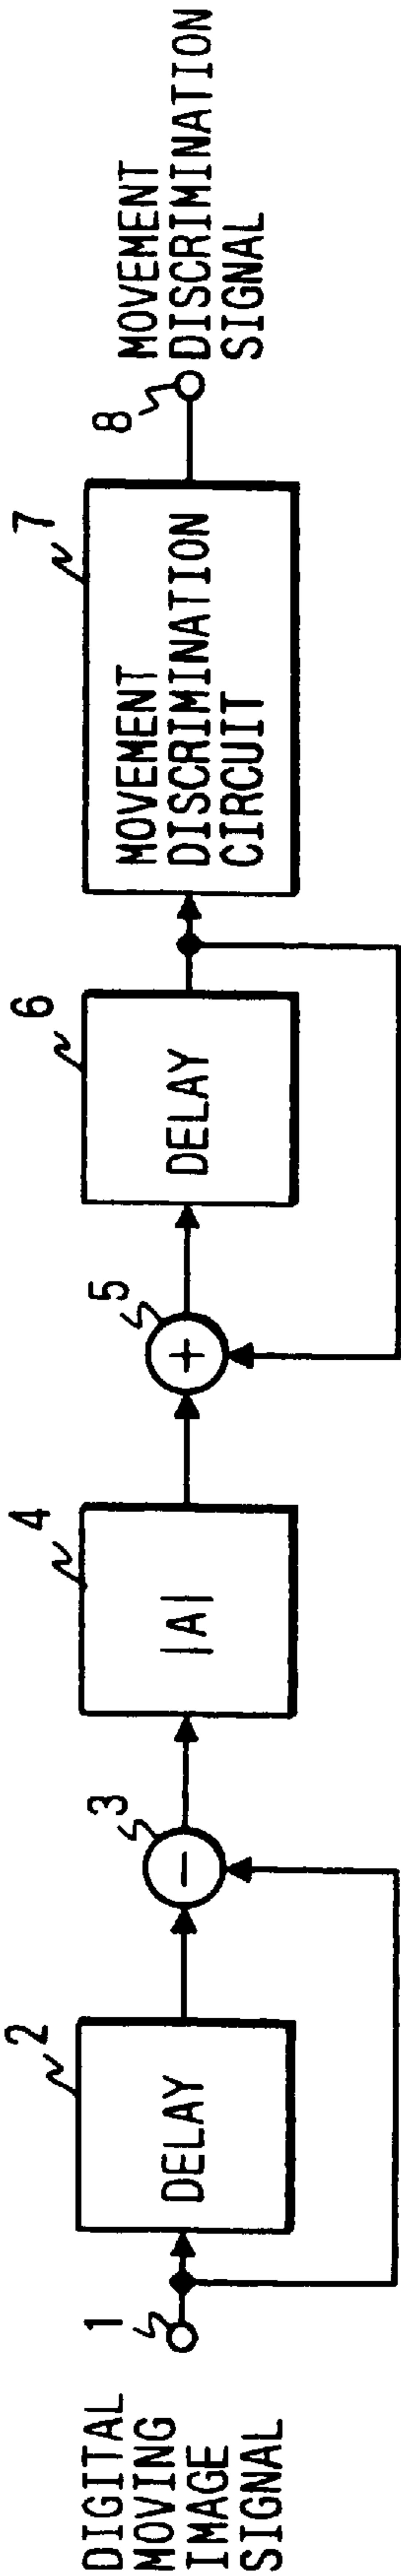 DIGITAL
MOVING
IMAGE
SIGNAL
1
2
DELAY
3
−
4
|A|
5
+
6
DELAY
7
MOVEMENT
DISCRIMINATION
CIRCUIT
8
MOVEMENT
DISCRIMINATION
SIGNAL